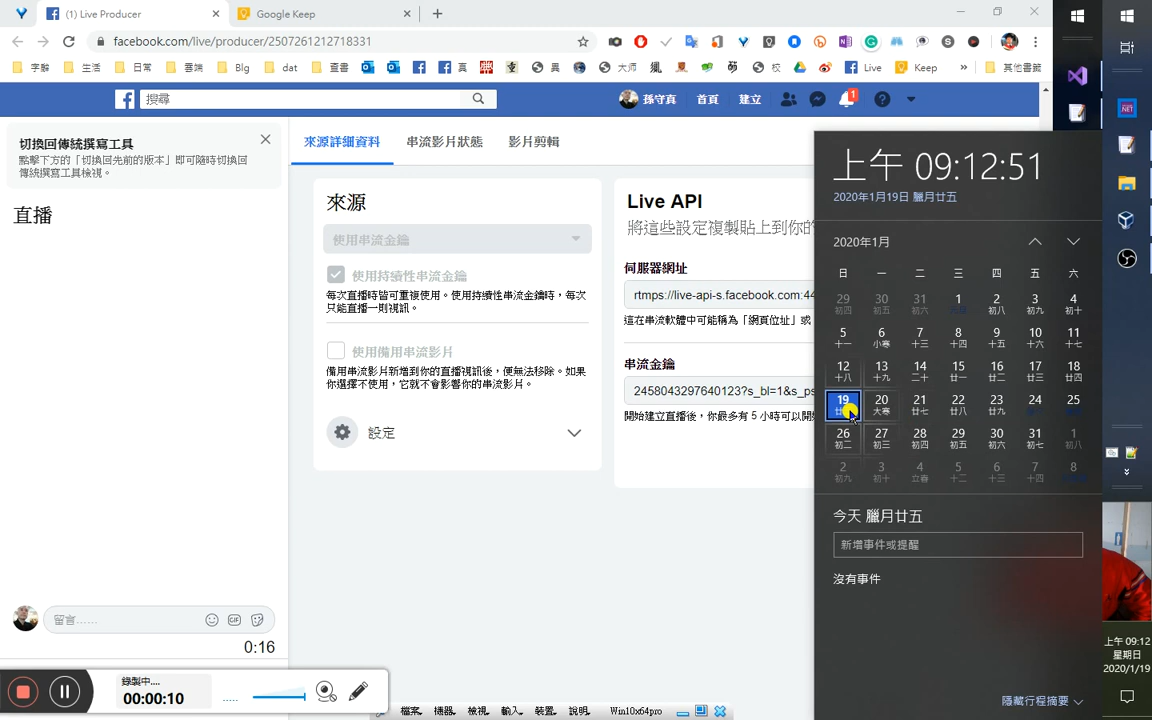 (1) Live Producer
Google Keep
facebook.com/live/producer/2507261212718331
字辭 生活 日常 雲端 Blg dat 查書 真 異 大师 萌 校 Live Keep » 其他書籤
搜尋
孫守真 首頁 建立
1
切換回傳統撰寫工具
點擊下方的「切換回先前的版本」即可隨時切換回
傳統撰寫工具檢視。
直播
留言……
GIF
0:16
錄製中....
00:00:10
來源詳細資料 串流影片狀態 影片剪輯
來源
使用串流金鑰
使用持續性串流金鑰
每次直播時皆可重複使用。使用持續性串流金鑰時，每次
只能直播一則視訊。
使用備用串流影片
備用串流影片新增到你的直播視訊後，便無法移除。如果
你選擇不使用，它就不會影響你的串流影片。
設定
Live API
將這些設定複製貼上到你的
伺服器網址
rtmps://live-api-s.facebook.com:44
這在串流軟體中可能稱為「網頁位址」或
串流金鑰
2458043297640123?s_bl=1&s_ps
開始建立直播後，你最多有 5 小時可以開
上午 09:12:51
2020年1月19日 臘月廿五
2020年1月
日 一 二 三 四 五 六
29 30 31 1 2 3 4
初四 初五 初六 元旦 初八 初九 初十
5 6 7 8 9 10 11
十一 小寒 十三 十四 十五 十六 十七
12 13 14 15 16 17 18
十八 十九 二十 廿一 廿二 廿三 廿四
19 20 21 22 23 24 25
大寒 廿七 廿八 廿九
26 27 28 29 30 31 1
初二 初三 初四 初五 初六 初七 初八
2 3 4 5 6 7 8
初九 初十 立春 十二 十三 十四
今天 臘月廿五
新增事件或提醒
沒有事件
隱藏行程摘要
檔案 機器 檢視 輸入 裝置 說明 Win10x64pro
.NET
上午 09:12
星期日
2020/1/19